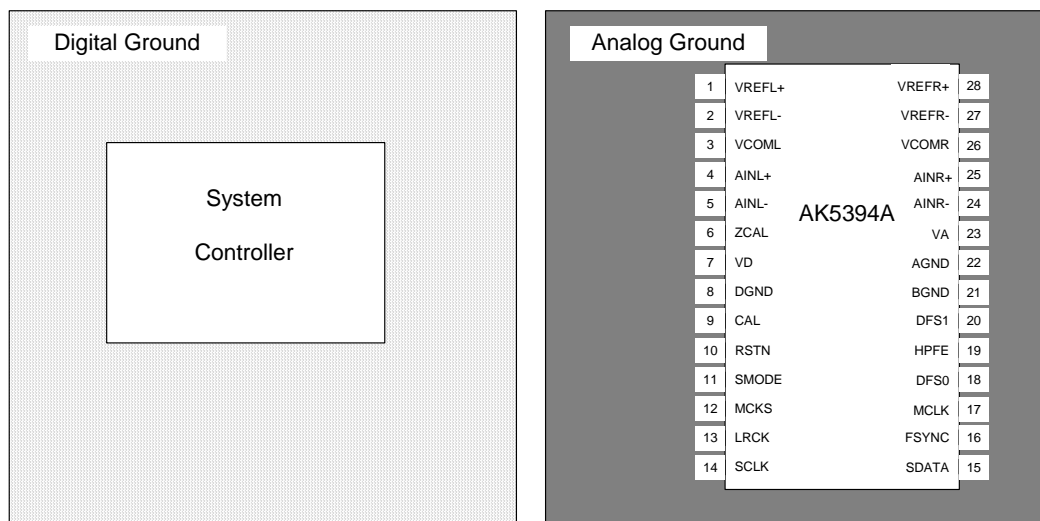 Digital Ground
System
Controller
Analog Ground
AK5394A
1 VREFL+ VREFR+ 28
2 VREFL- VREFR- 27
3 VCOML VCOMR 26
4 AINL+ AINR+ 25
5 AINL- AINR- 24
6 ZCAL VA 23
7 VD AGND 22
8 DGND BGND 21
9 CAL DFS1 20
10 RSTN HPFE 19
11 SMODE DFS0 18
12 MCKS MCLK 17
13 LRCK FSYNC 16
14 SCLK SDATA 15